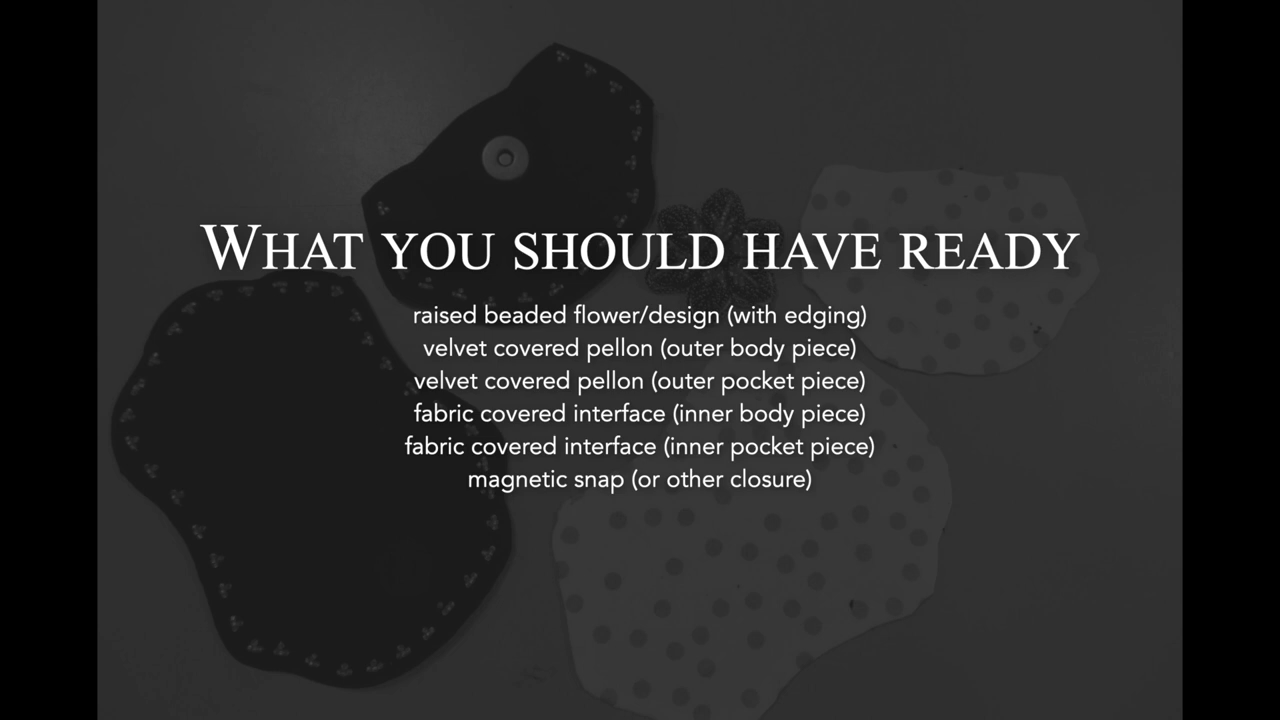 WHAT YOU SHOULD HAVE READY
raised beaded flower/design (with edging)
velvet covered pellon (outer body piece)
velvet covered pellon (outer pocket piece)
fabric covered interface (inner body piece)
fabric covered interface (inner pocket piece)
magnetic snap (or other closure)